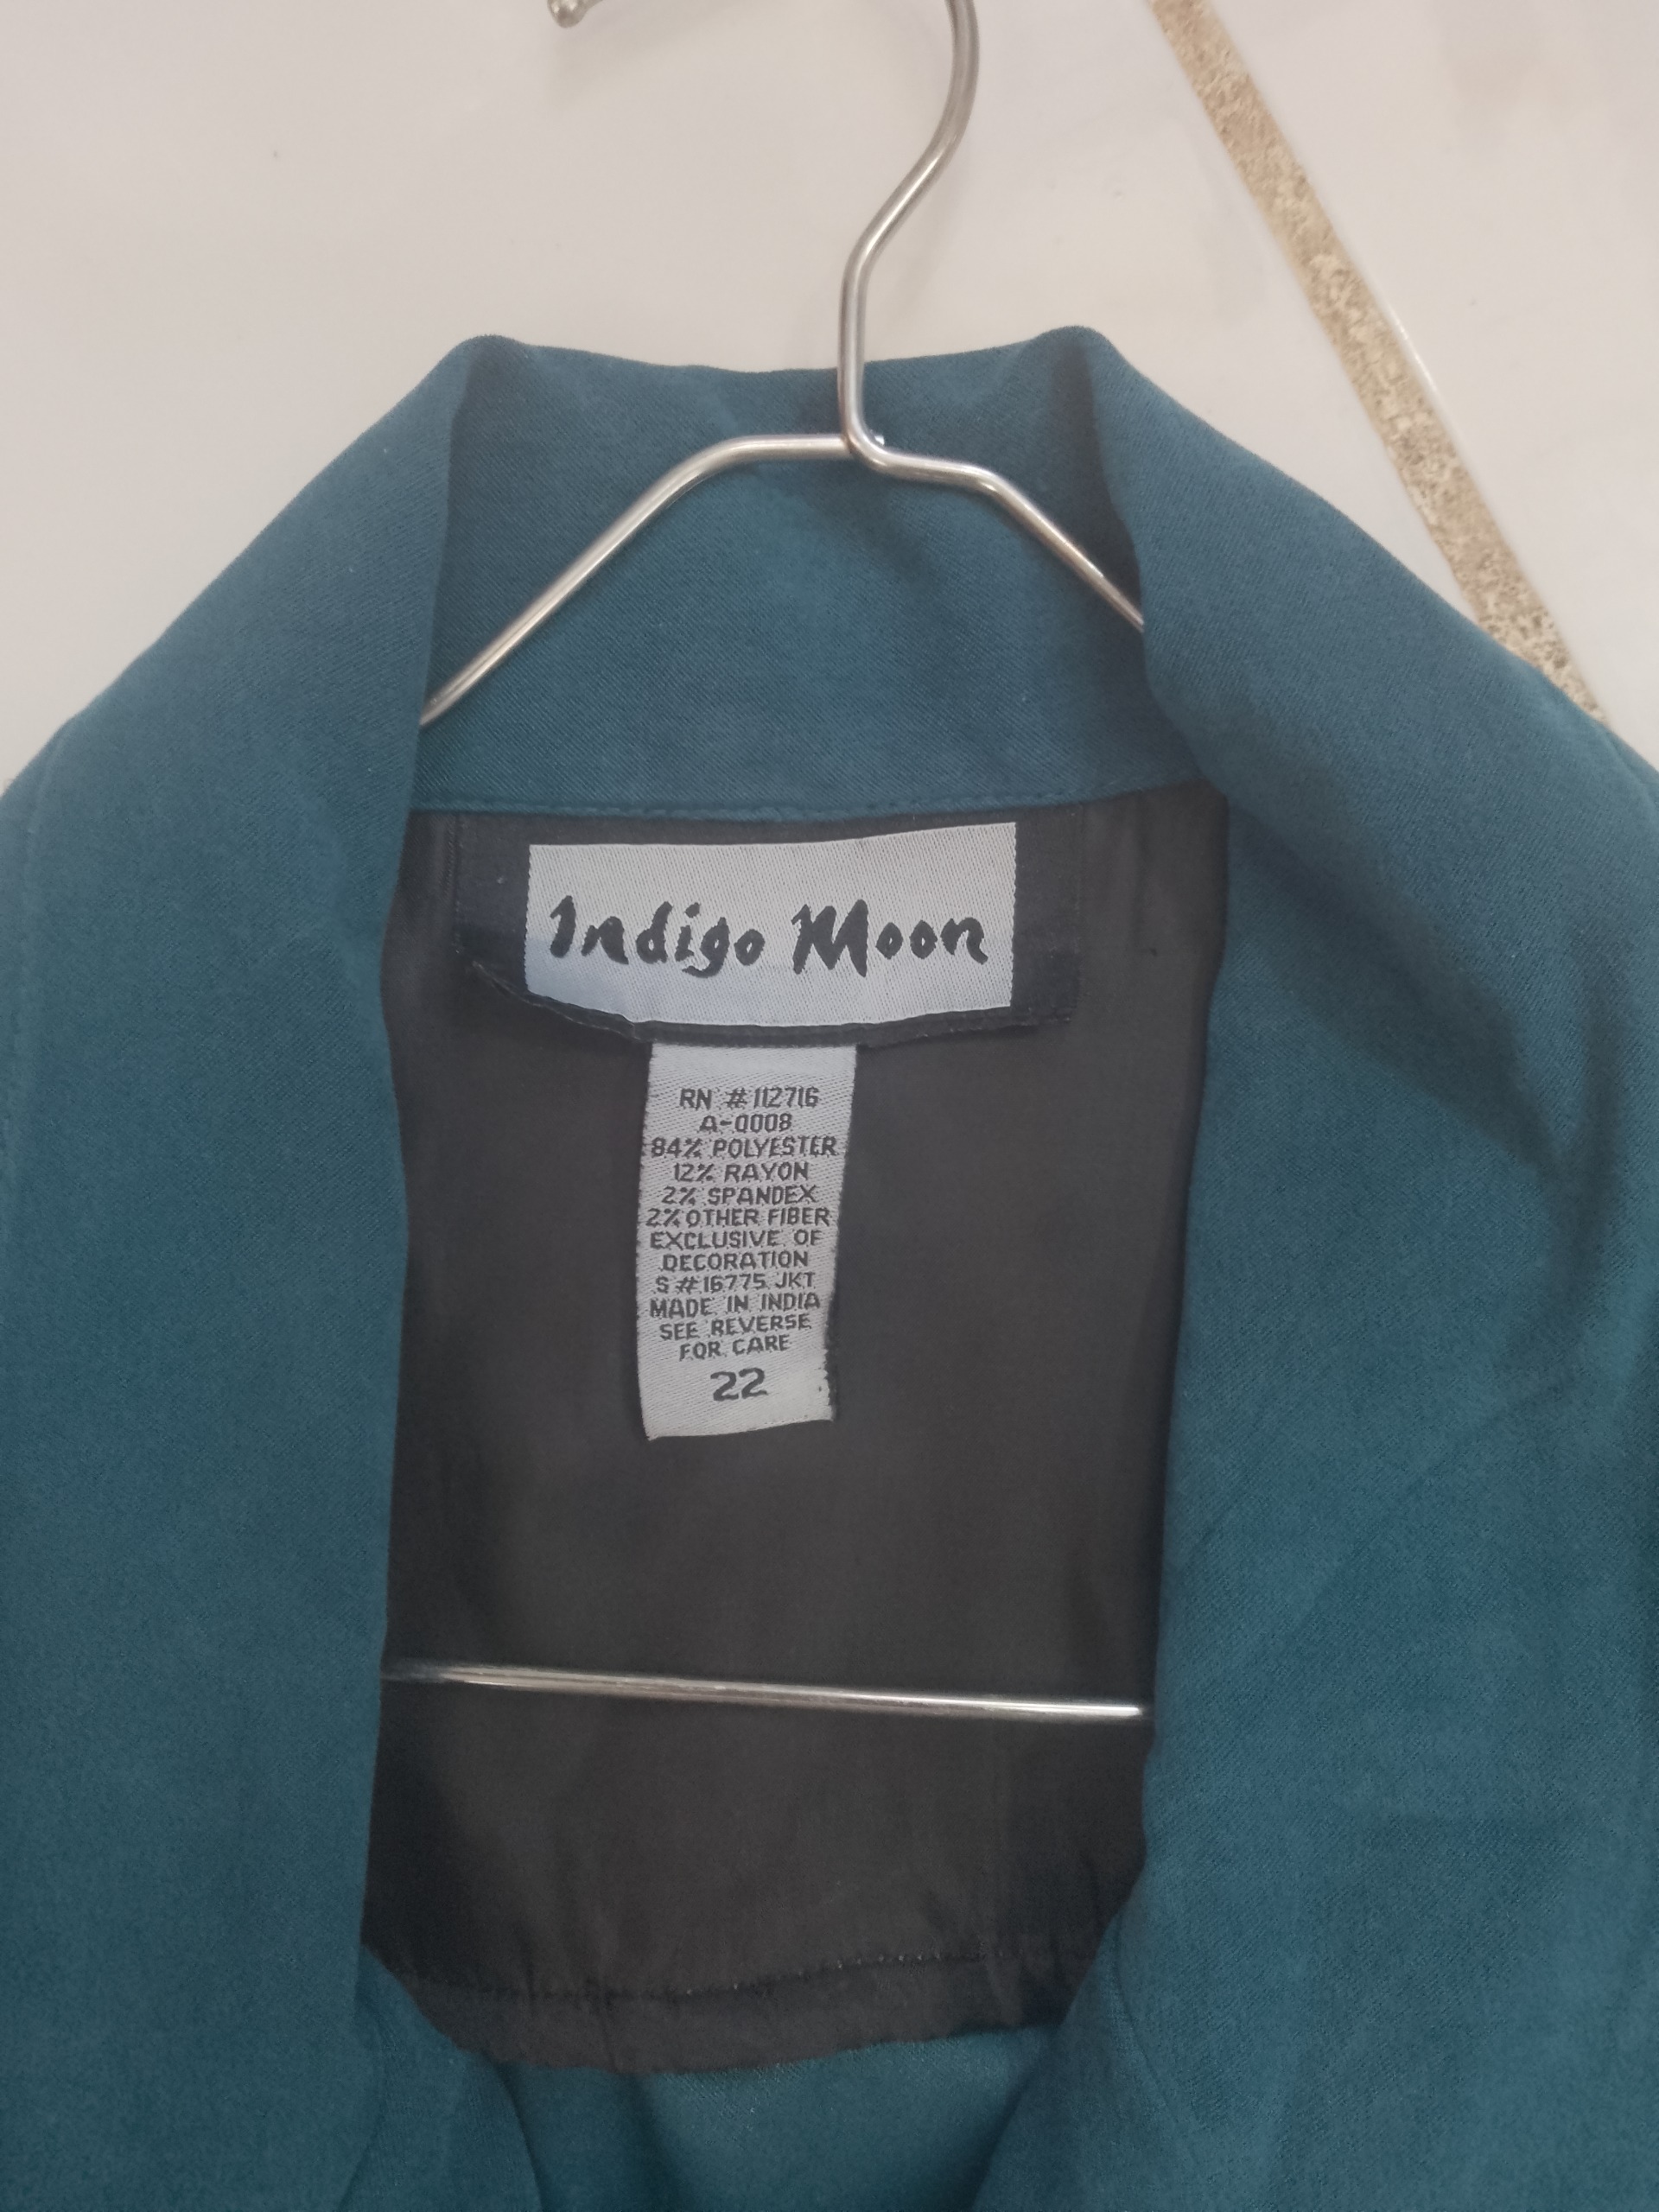 Indigo Moon
RN #112716
A-0008
84% POLYESTER
12% RAYON
2% SPANDEX
2% OTHER FIBER
EXCLUSIVE OF
DECORATION
S #16775 JKT
MADE IN INDIA
SEE REVERSE
FOR CARE
22